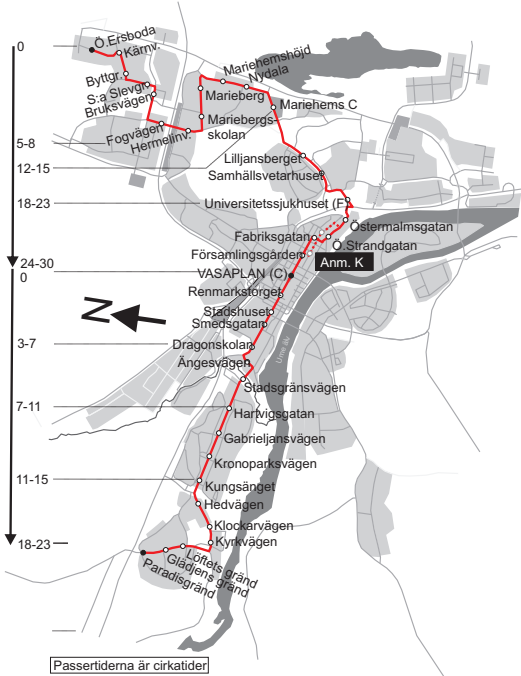 0
Ö.Ersboda
Kärnv.
Byttgr.
S:a Slevgr.
Bruksvägen
Mariehemshöjd
Nydala
Marieberg
Mariehems C
Mariebergs-
skolan
Fogvägen
Hermelinv.
5-8
12-15
Lilljansberget
Samhällsvetarhuset
18-23
Universitetssjukhuset (F)
Östermalmsgatan
Fabriksgatan
Ö.Strandgatan
Församlingsgården
Anm. K
24-30
0
VASAPLAN (C)
Renmarkstorget
Stadshuset
Smedsgatan
N
Ume älv
3-7
Dragonskolan
Ängesvägen
Stadsgränsvägen
7-11
Hartvigsgatan
Gabrieljansvägen
Kronoparksvägen
11-15
Kungsänget
Hedvägen
Klockarvägen
Kyrkvägen
18-23
Löftets gränd
Glädjens gränd
Paradisgränd
Passertiderna är cirkatider